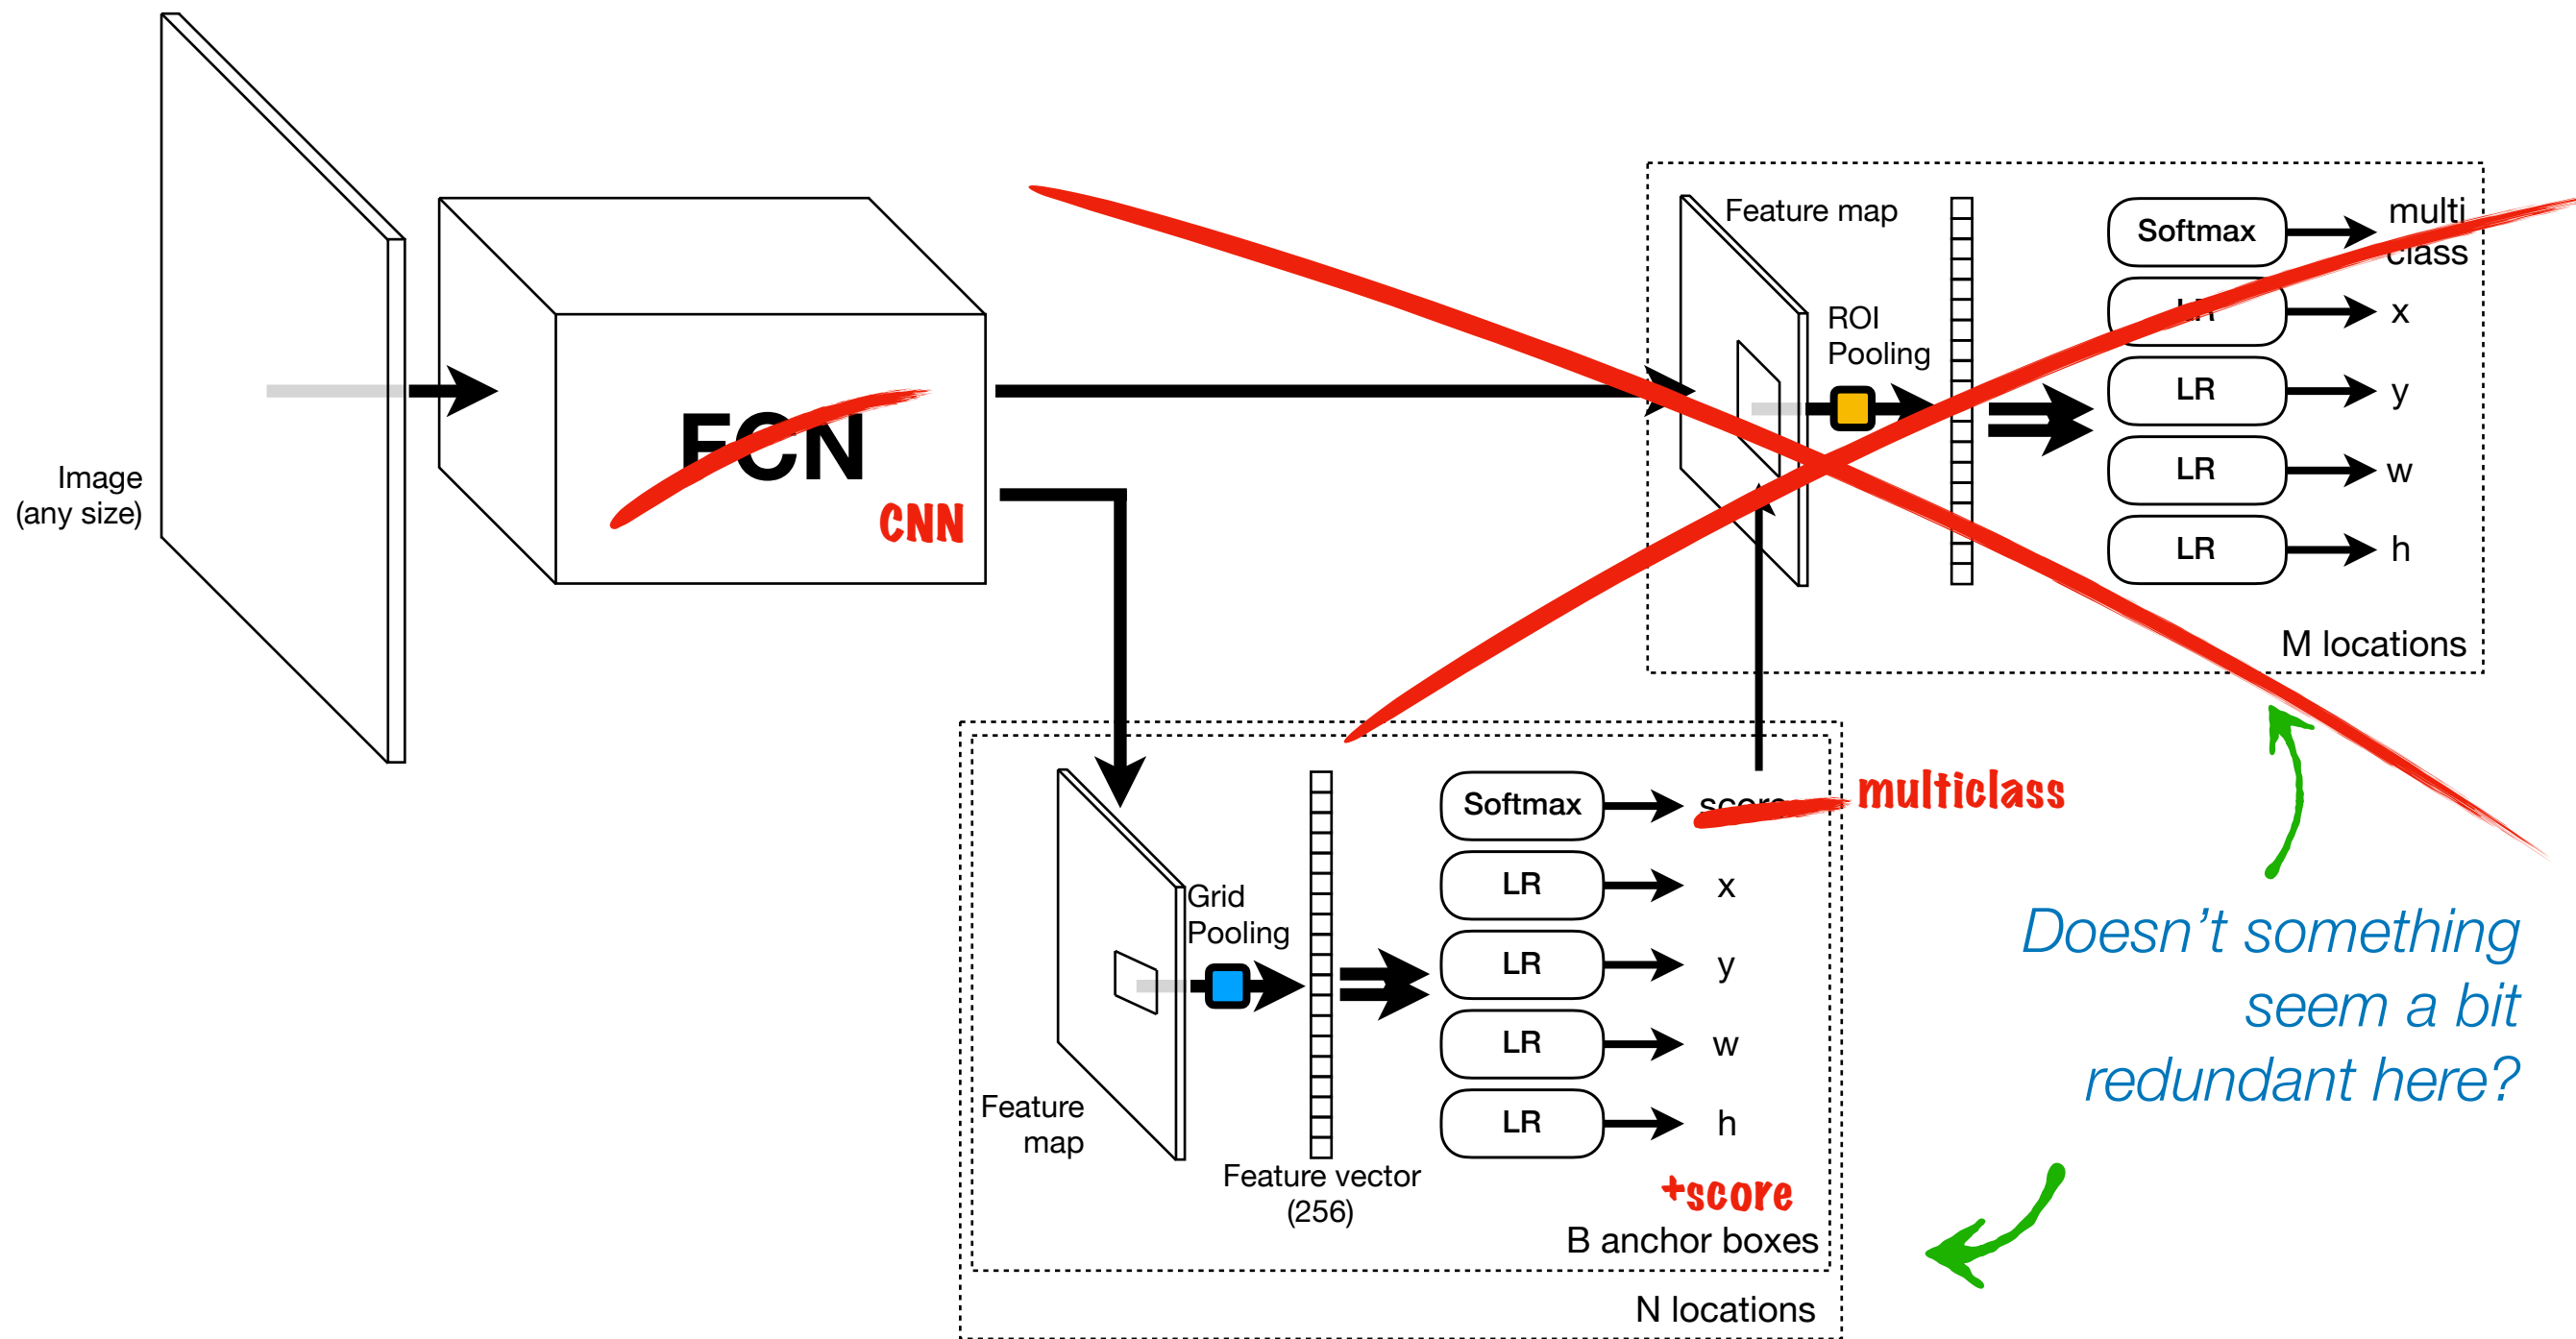 Image
(any size)
FCN
CNN
Feature map
ROI
Pooling
Softmax
multi
class
LR
x
LR
y
LR
w
LR
h
M locations
Feature
map
Grid
Pooling
Feature vector
(256)
Softmax
score
multiclass
LR
x
LR
y
LR
w
LR
h
+score
B anchor boxes
N locations
Doesn't something
seem a bit
redundant here?